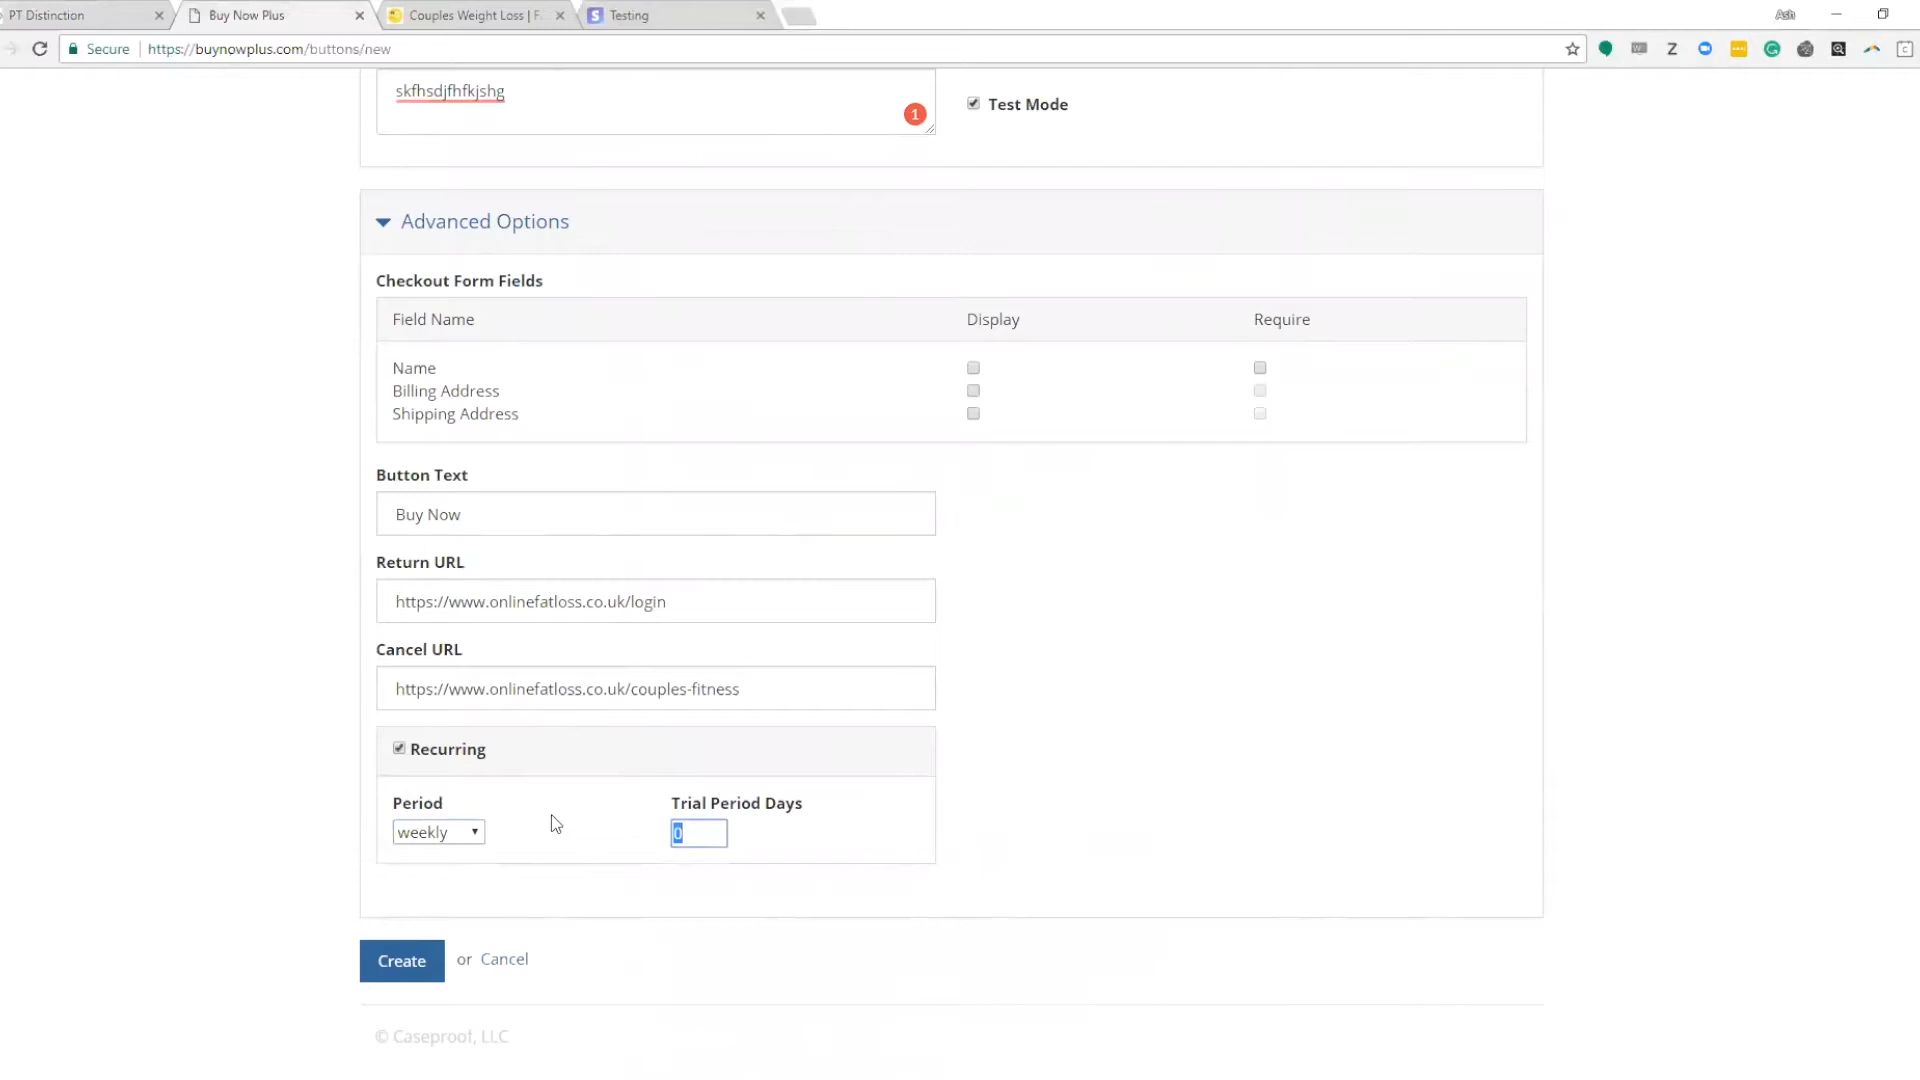 PT Distinction
Buy Now Plus
Couples Weight Loss | F
S Testing
Ash
Secure https://buynowplus.com/buttons/new
skfhsdjfhfkjshg
1
Test Mode
Advanced Options
Checkout Form Fields
Field Name Display Require
Name
Billing Address
Shipping Address
Button Text
Buy Now
Return URL
https://www.onlinefatloss.co.uk/login
Cancel URL
https://www.onlinefatloss.co.uk/couples-fitness
Recurring
Period Trial Period Days
weekly 0
Create or Cancel
© Caseproof, LLC